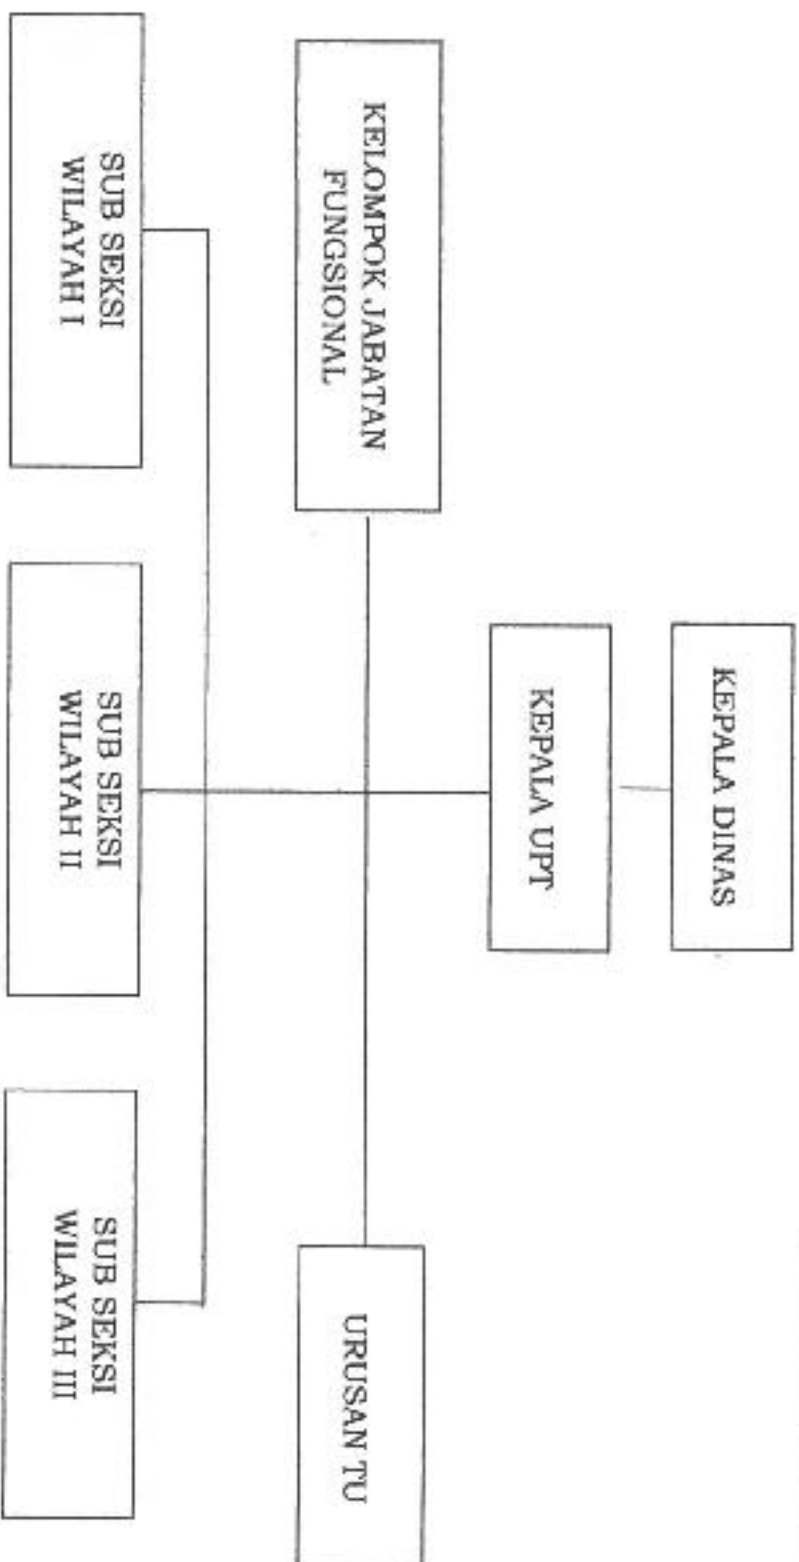 KEPALA DINAS
KEPALA UPT
KELOMPOK JABATAN
FUNGSIONAL
URUSAN TU
SUB SEKSI
WILAYAH I
SUB SEKSI
WILAYAH II
SUB SEKSI
WILAYAH III